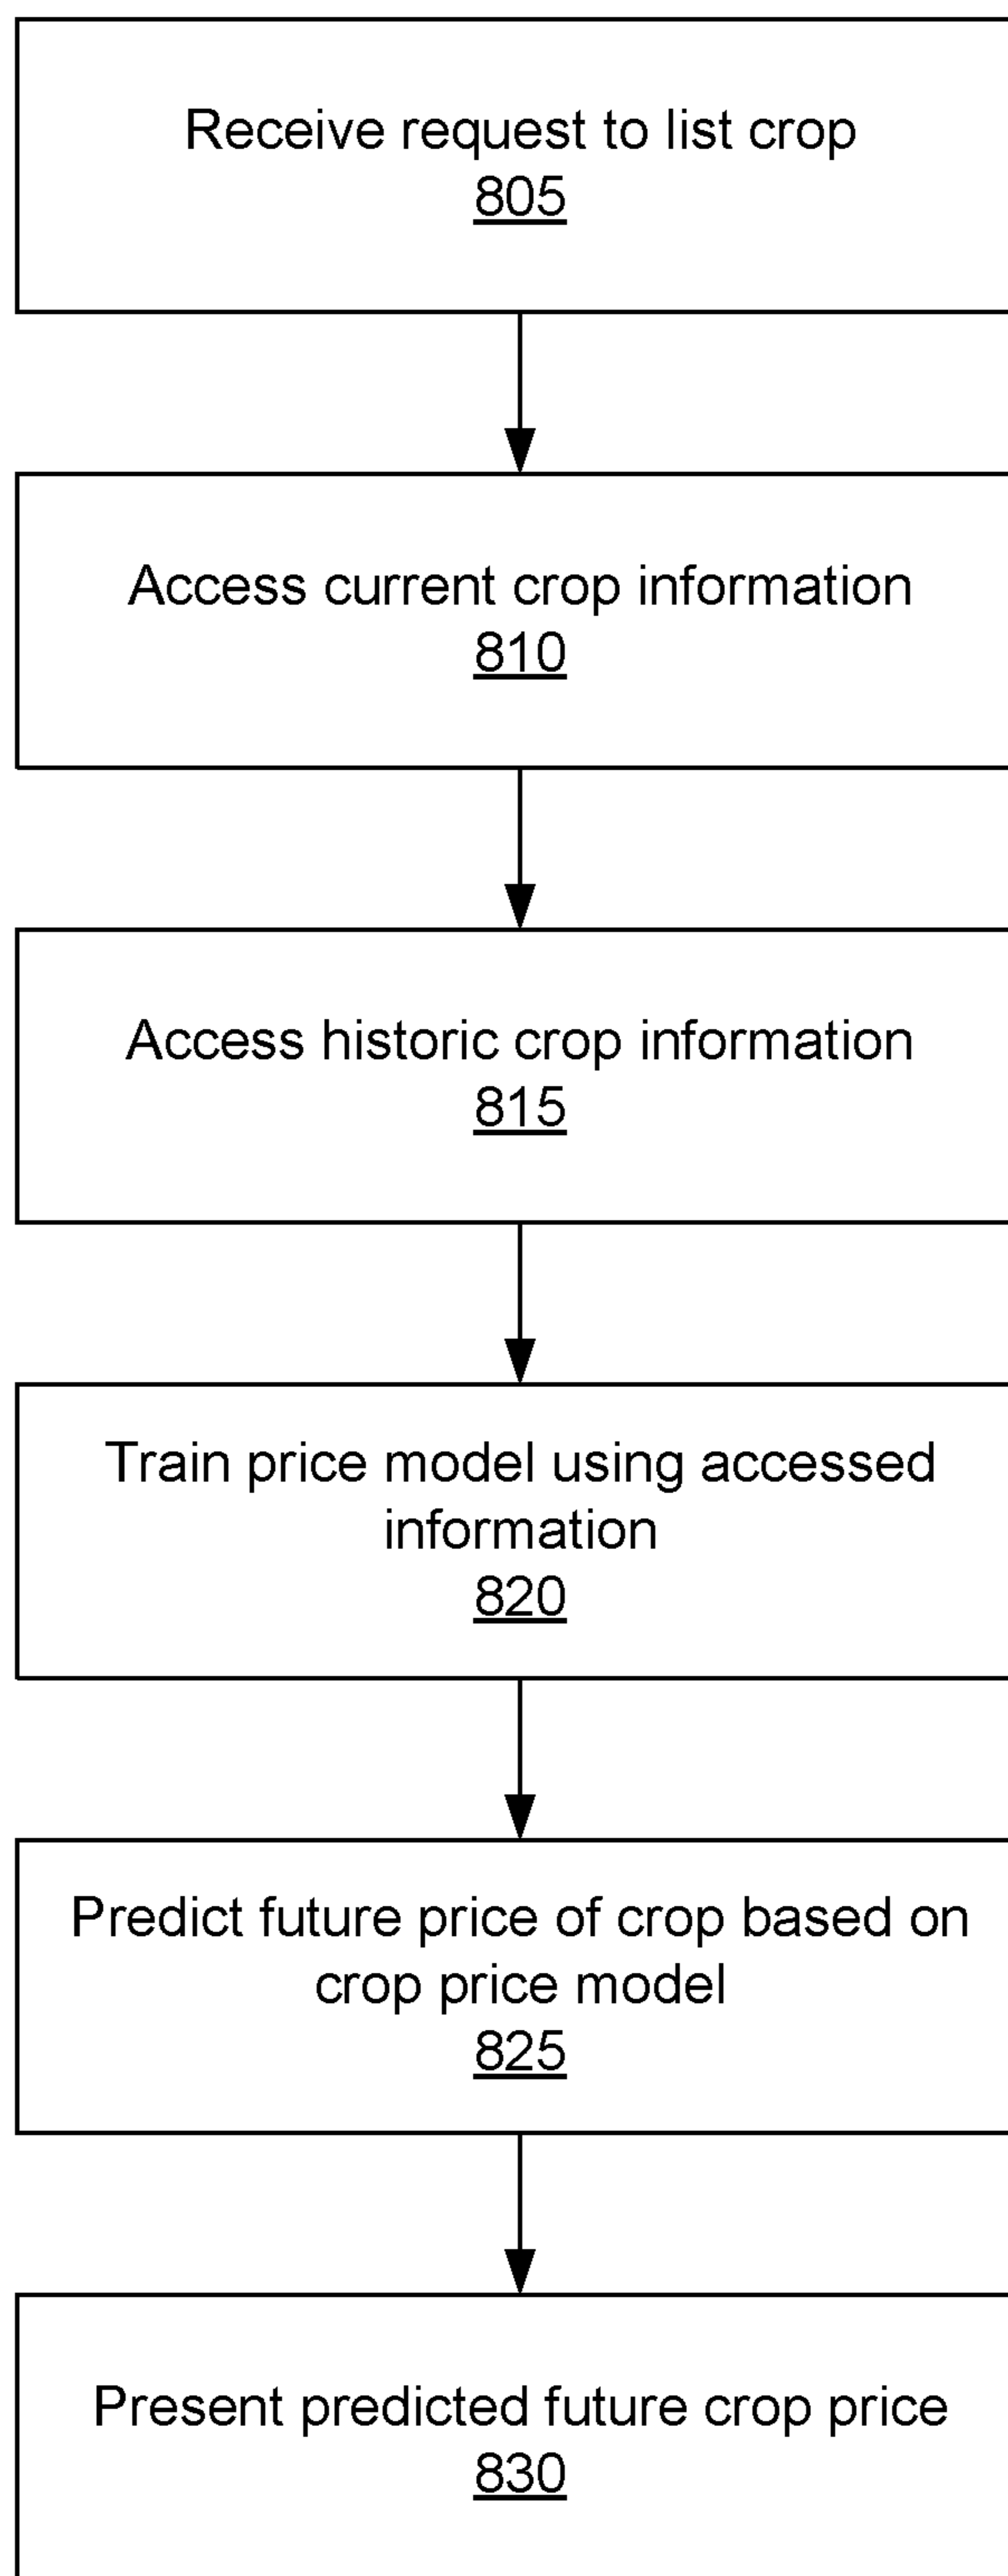 Receive request to list crop
805
Access current crop information
810
Access historic crop information
815
Train price model using accessed
information
820
Predict future price of crop based on
crop price model
825
Present predicted future crop price
830